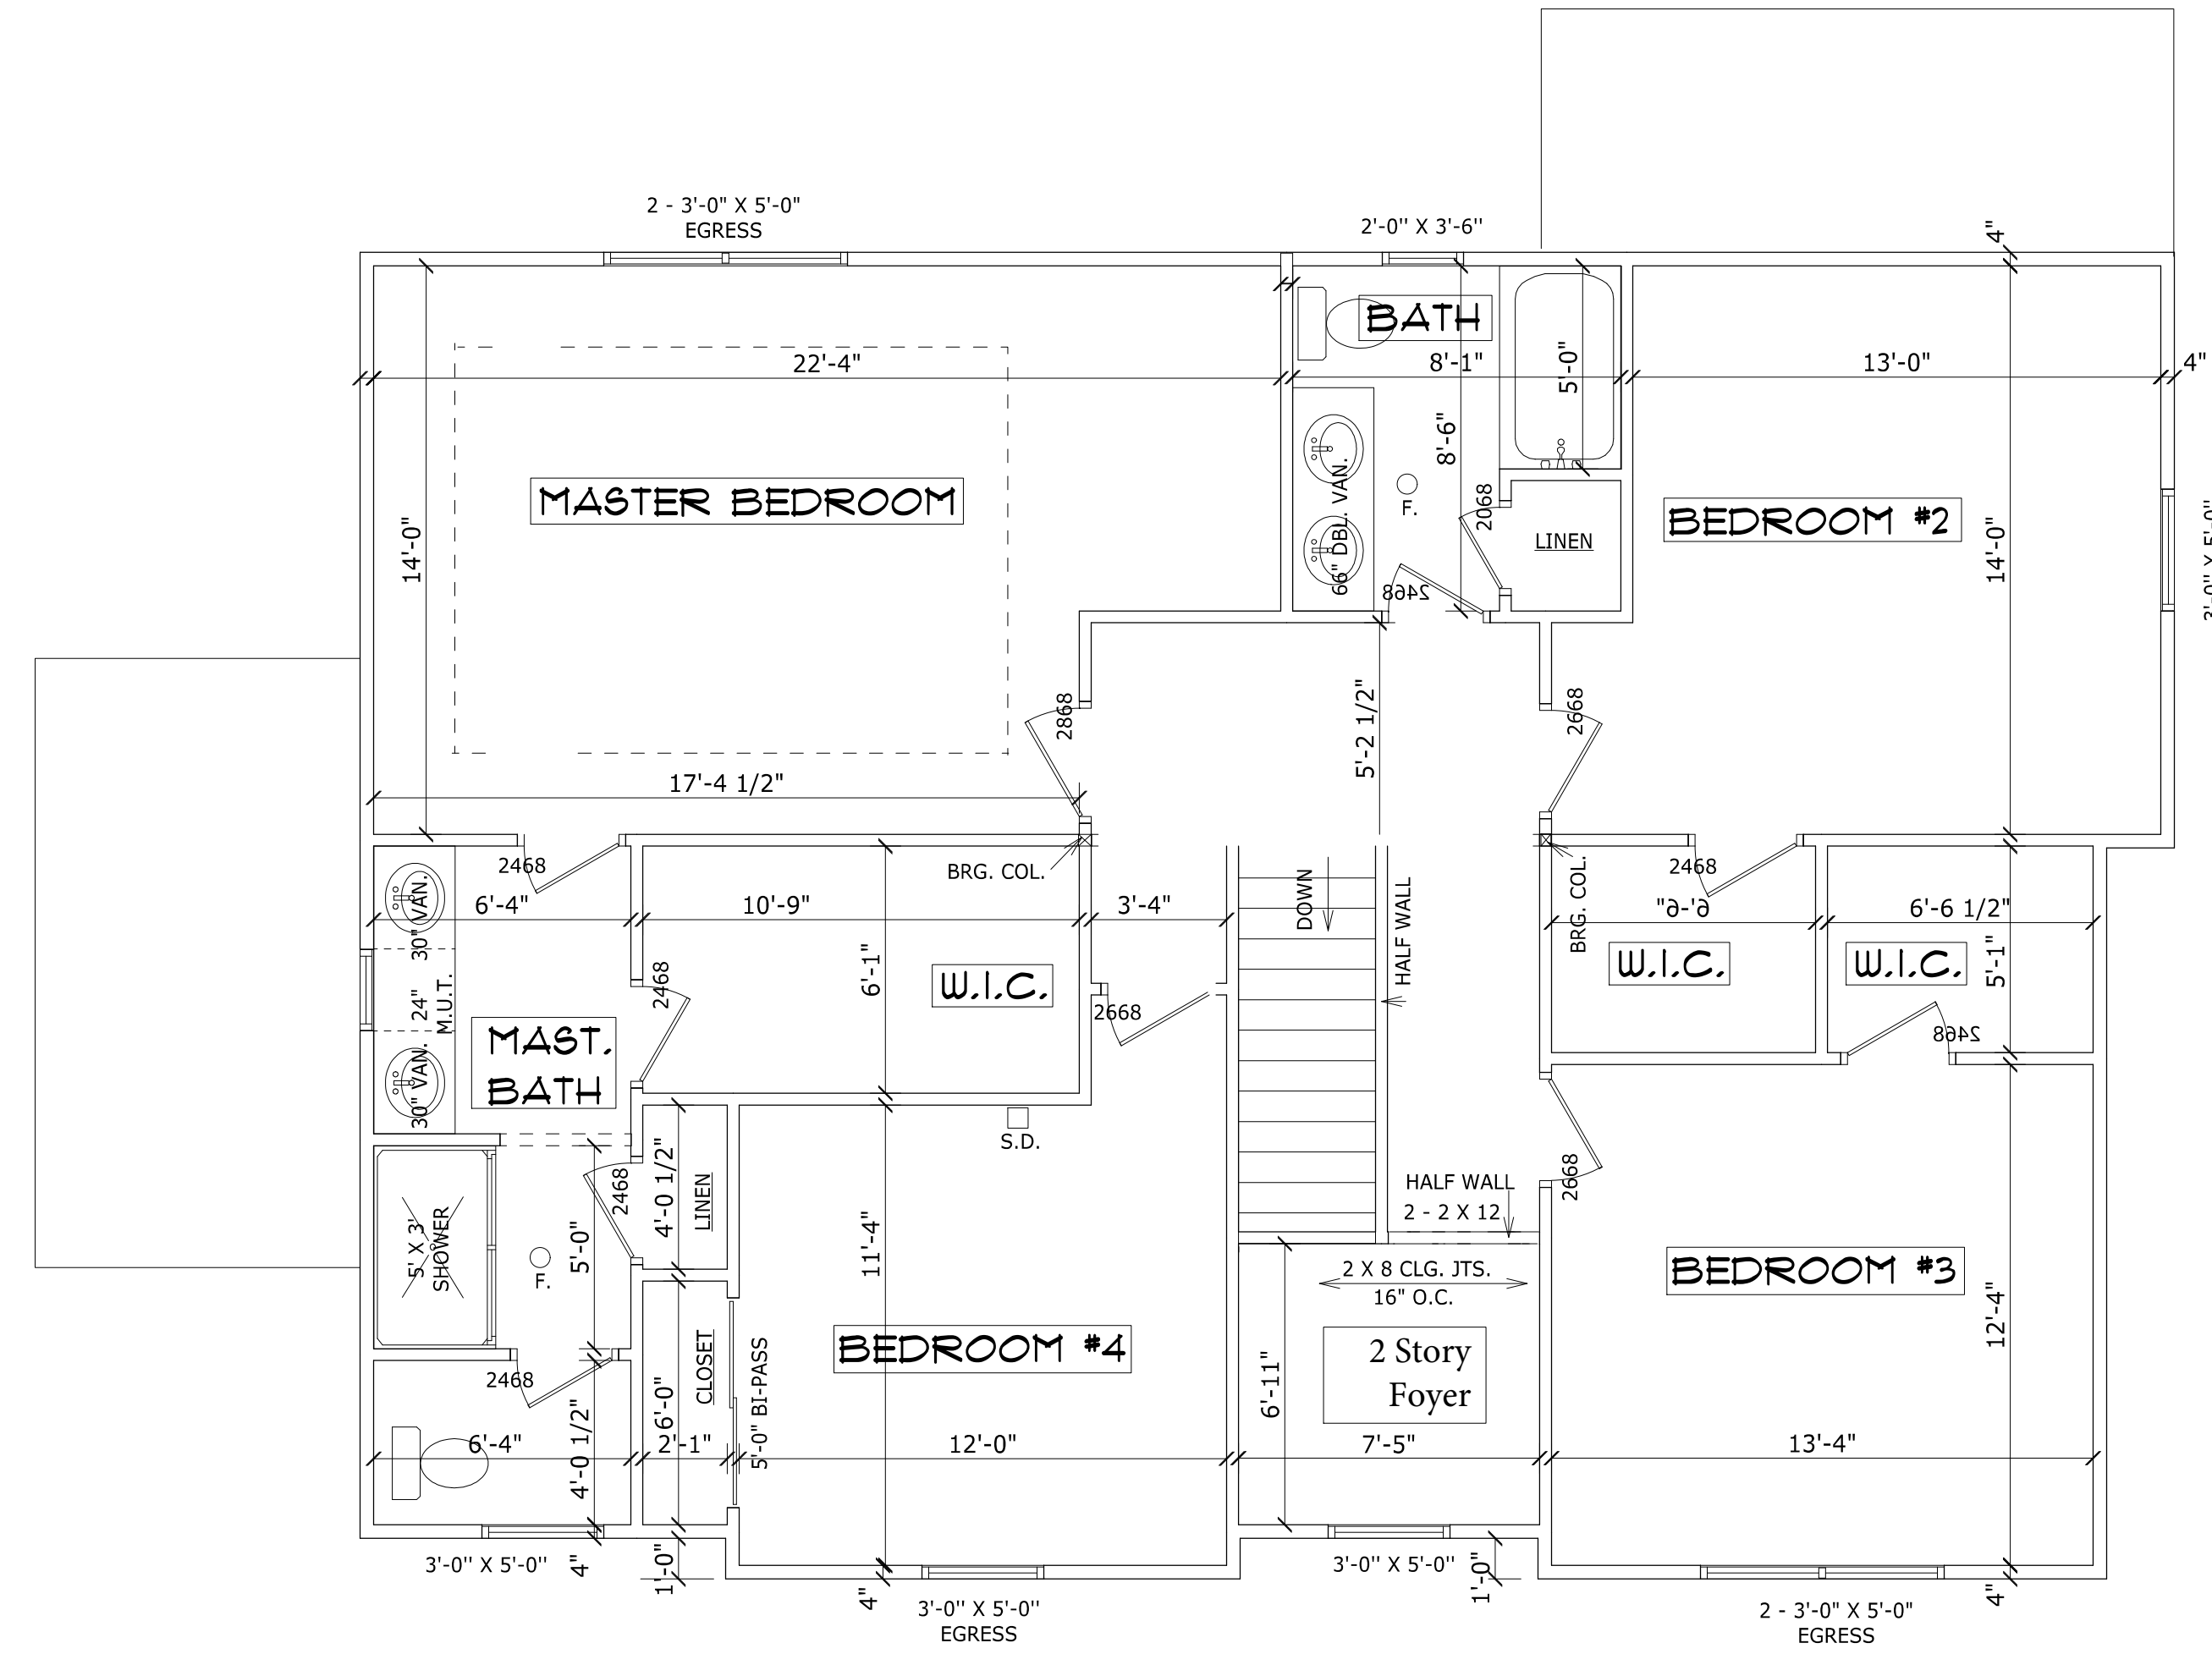 2 - 3'-0" X 5'-0"
EGRESS
2'-0'' X 3'-6''
4"
BATH
22'-4"
8'-1"
5'-0"
13'-0"
4"
8'-6"
MASTER BEDROOM
66" DBL. VAN.
F.
2068
LINEN
BEDROOM #2
14'-0"
14'-0"
3'-0'' X 5'-0''
2468
2868
5'-2 1/2"
2668
17'-4 1/2"
2468
BRG. COL.
DOWN
HALF WALL
BRG. COL.
2468
30" VAN.
6'-4"
10'-9"
3'-4"
6'-6"
6'-6 1/2"
24"
M.U.T.
2468
6'-1"
W.I.C.
2668
W.I.C.
W.I.C.
5'-1"
2468
MAST.
BATH
30" VAN.
S.D.
2468
4'-0 1/2"
LINEN
HALF WALL
2 - 2 X 12
2668
5' X 3'
SHOWER
5'-0"
F.
11'-4"
2 X 8 CLG. JTS.
16" O.C.
BEDROOM #3
12'-4"
2468
CLOSET
5'-0" BI-PASS
BEDROOM #4
6'-11"
2 Story
Foyer
6'-4"
4'-0 1/2"
6'-0"
2'-1"
12'-0"
7'-5"
13'-4"
3'-0'' X 5'-0''
4"
1'-0"
4"
3'-0'' X 5'-0''
EGRESS
3'-0'' X 5'-0''
1'-0"
2 - 3'-0" X 5'-0"
EGRESS
4"